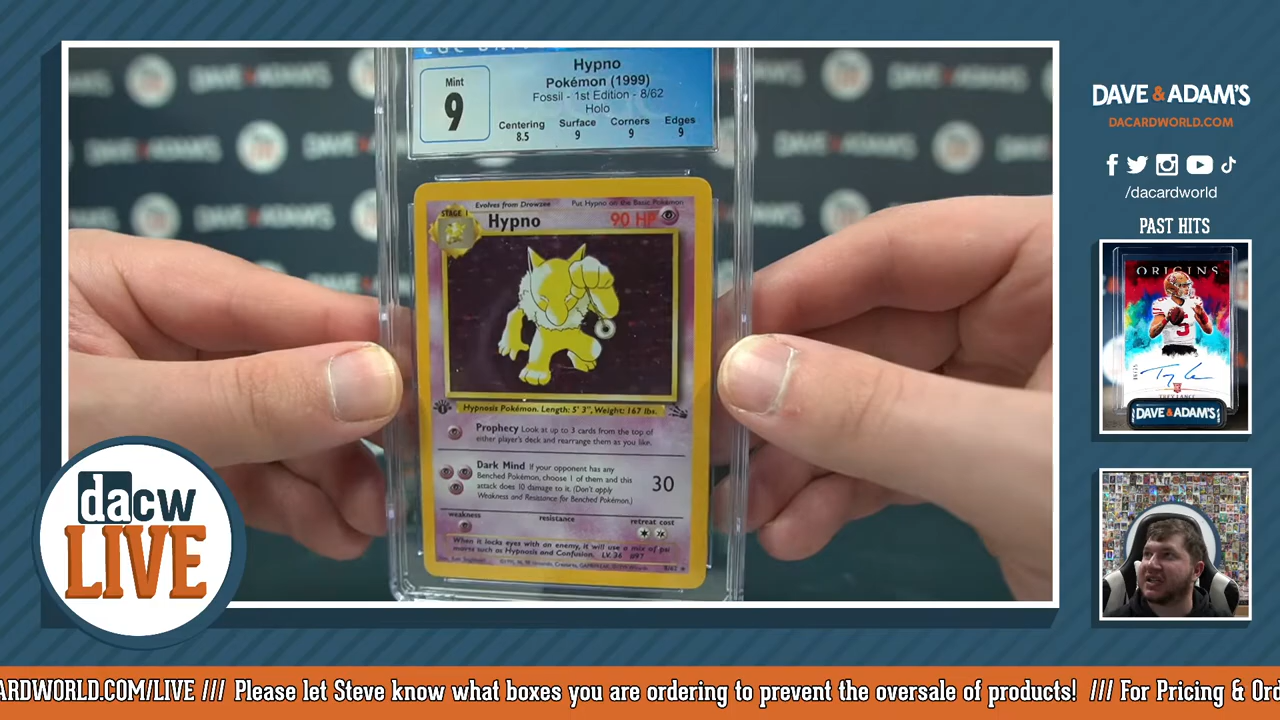 Hypno
Mint
9
Pokémon (1999)
Fossil - 1st Edition - 8/62
Holo
Centering Surface Corners Edges
8.5 9 9 9
Evolves from Drowzee Put Hypno on the Basic Pokémon
STAGE 1
Hypno 90 HP
Hypnosis Pokémon. Length: 5' 3", Weight: 167 lbs.
Prophecy Look at up to 3 cards from the top of
either player's deck and rearrange them as you like.
Dark Mind If your opponent has any
Benched Pokémon, choose 1 of them and this
attack does 10 damage to it. (Don't apply
Weakness and Resistance for Benched Pokémon.)
30
weakness resistance retreat cost
When it locks eyes with an enemy, it will use a mix of psi
moves such as Hypnosis and Confusion. LV. 36 #97
8/62
DAVE & ADAM'S
DACARDWORLD.COM
/dacardworld
PAST HITS
ORIGINS
5
TREY LANCE
DAVE & ADAM'S
dacw
LIVE
ARDWORLD.COM/LIVE /// Please let Steve know what boxes you are ordering to prevent the oversale of products! /// For Pricing & Ord